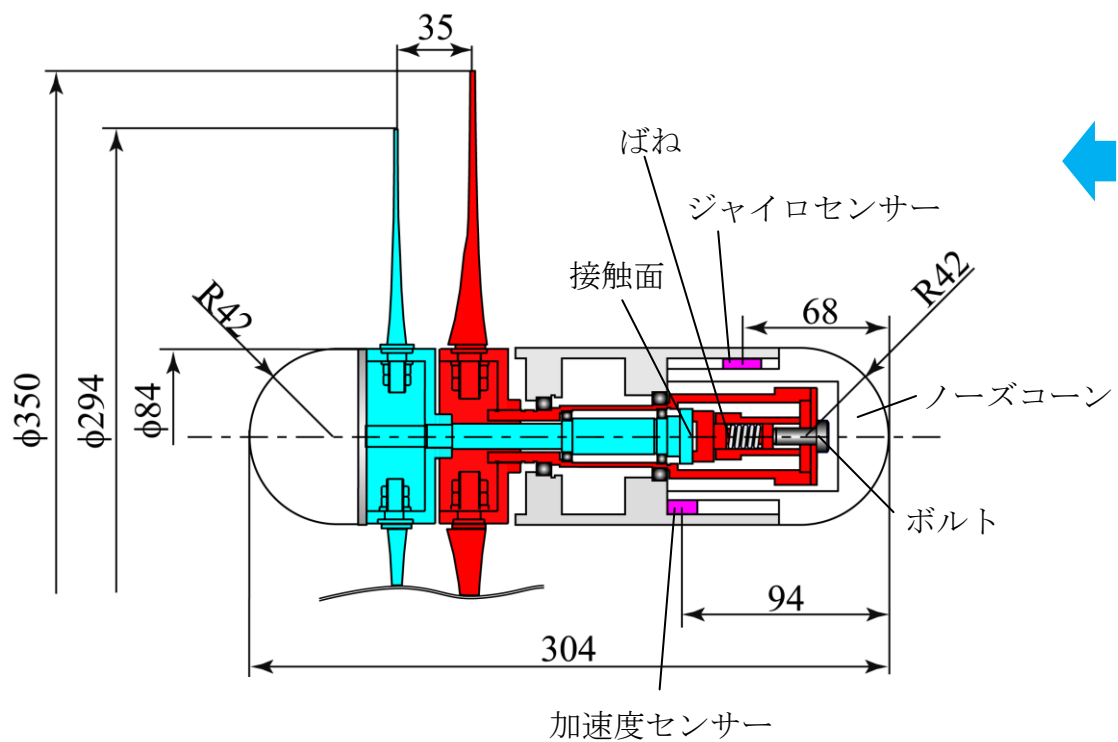 35
ばね
ジャイロセンサー
接触面
R42
R42
68
ノーズコーン
ϕ350
ϕ294
ϕ84
ボルト
94
304
加速度センサー